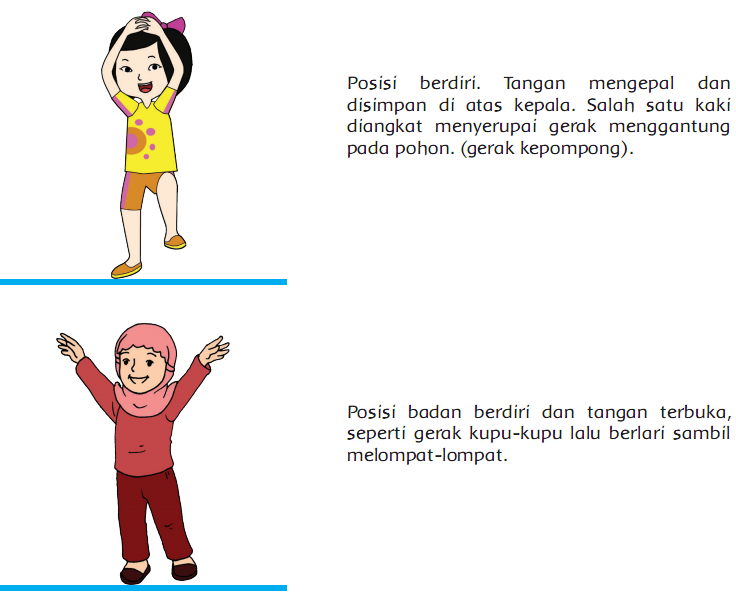 Posisi berdiri. Tangan mengepal dan
disimpan di atas kepala. Salah satu kaki
diangkat menyerupai gerak menggantung
pada pohon. (gerak kepompong).
Posisi badan berdiri dan tangan terbuka,
seperti gerak kupu-kupu lalu berlari sambil
melompat-lompat.